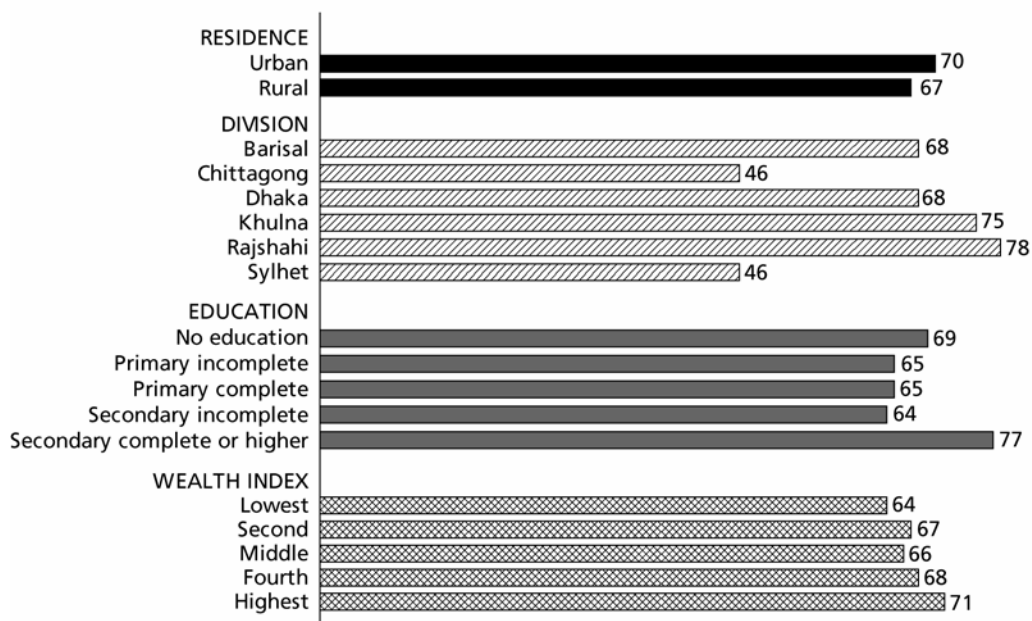 RESIDENCE
Urban 70
Rural 67
DIVISION
Barisal 68
Chittagong 46
Dhaka 68
Khulna 75
Rajshahi 78
Sylhet 46
EDUCATION
No education 69
Primary incomplete 65
Primary complete 65
Secondary incomplete 64
Secondary complete or higher 77
WEALTH INDEX
Lowest 64
Second 67
Middle 66
Fourth 68
Highest 71